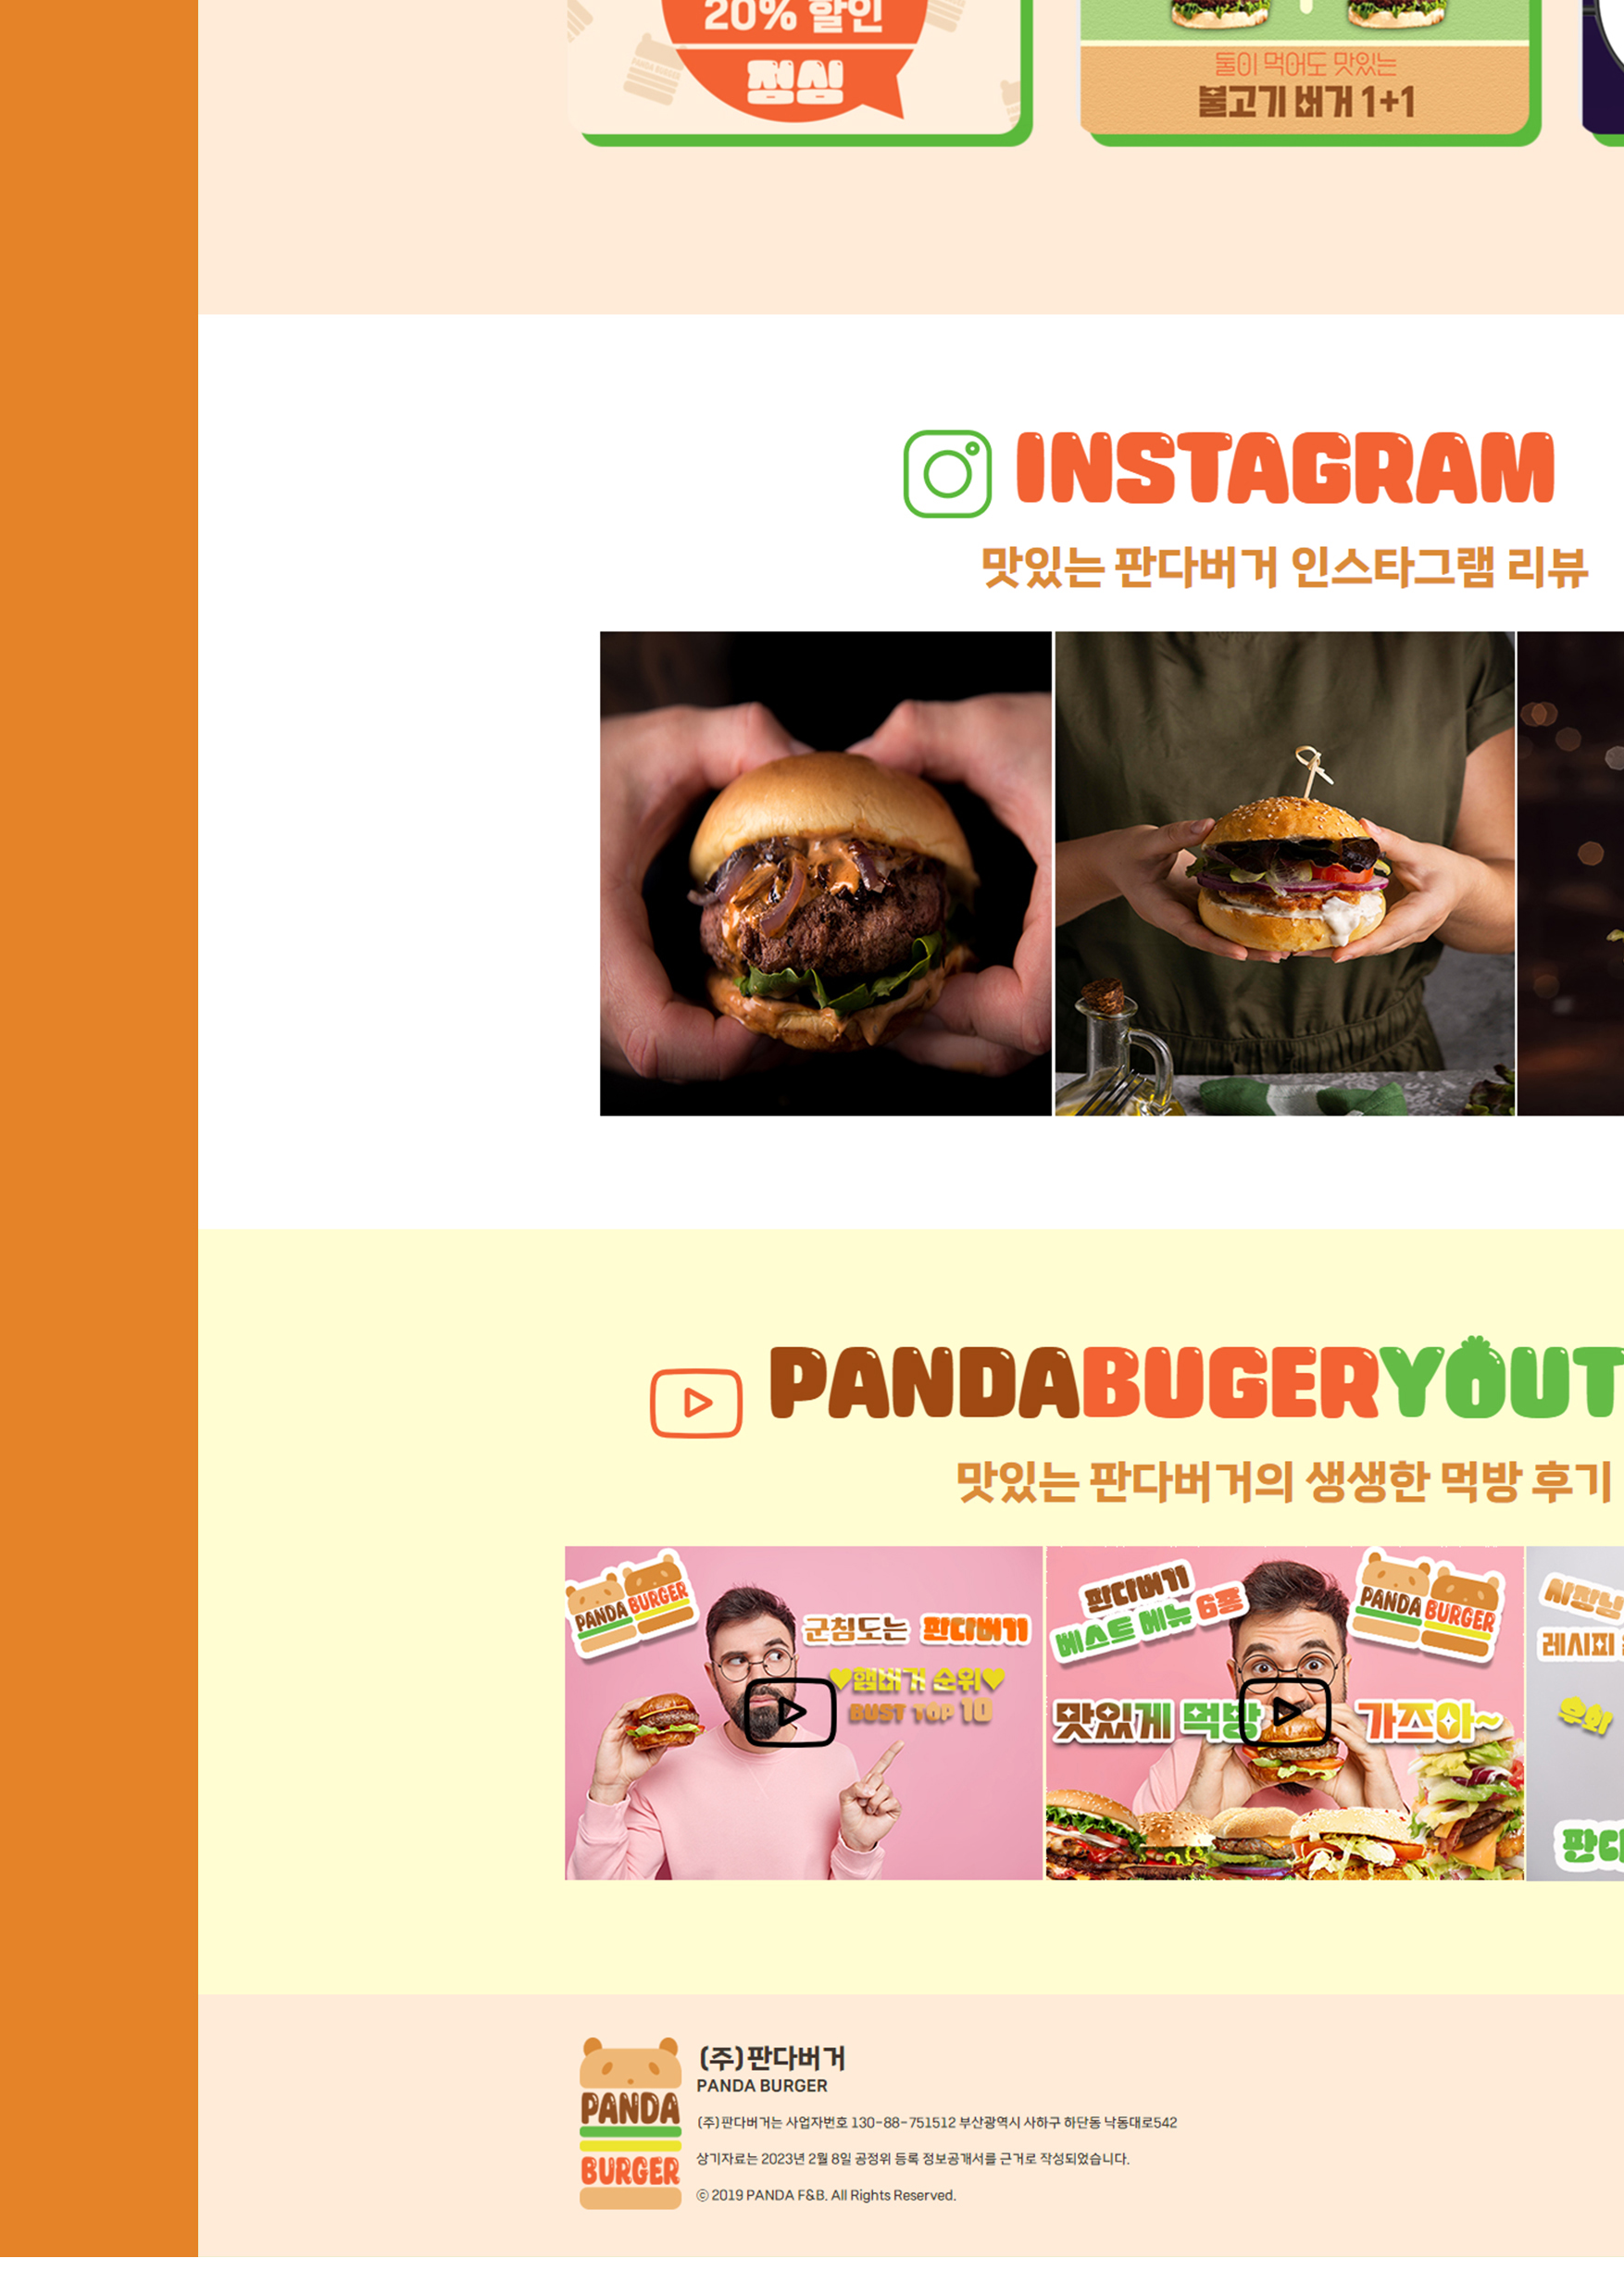 20% 할인
점심
둘이 먹어도 맛있는
불고기 버거 1+1
INSTAGRAM
맛있는 판다버거 인스타그램 리뷰
PANDABUGERYOUT
맛있는 판다버거의 생생한 먹방 후기
PANDA BURGER
군침도는 판다버거
♥햄버거 순위♥
BUST TOP 10
판다버거
베스트 메뉴 6종
PANDA BURGER
맛있게 먹방 가즈아~
사장님
레시피
우회
판다
PANDA
BURGER
(주)판다버거
PANDA BURGER
(주)판다버거는 사업자번호 130-88-751512 부산광역시 사하구 하단동 낙동대로542
상기자료는 2023년 2월 8일 공정위 등록 정보공개서를 근거로 작성되었습니다.
ⓒ 2019 PANDA F&B. All Rights Reserved.